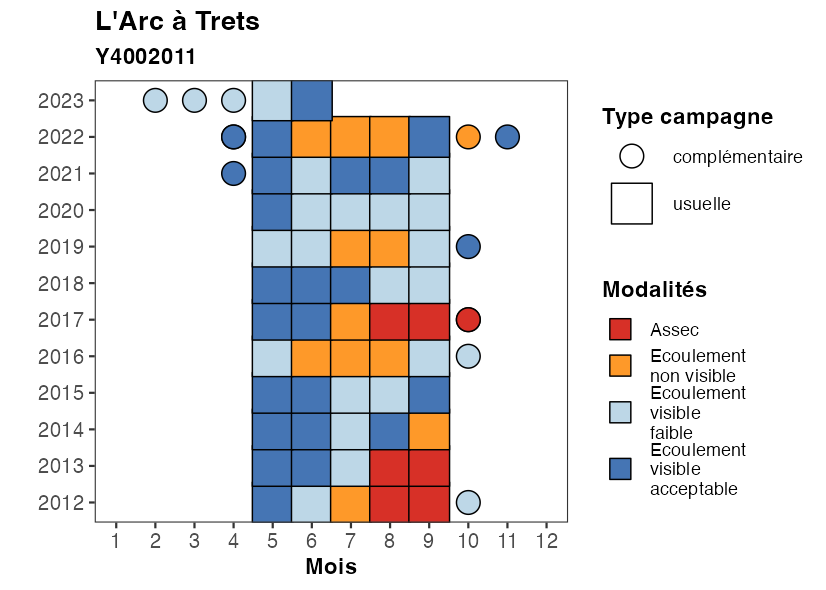 L'Arc à Trets
Y4002011
2023
2022
2021
2020
2019
2018
2017
2016
2015
2014
2013
2012
1 2 3 4 5 6 7 8 9 10 11 12
Mois
Type campagne
complémentaire
usuelle
Modalités
Assec
Ecoulement
non visible
Ecoulement
visible
faible
Ecoulement
visible
acceptable